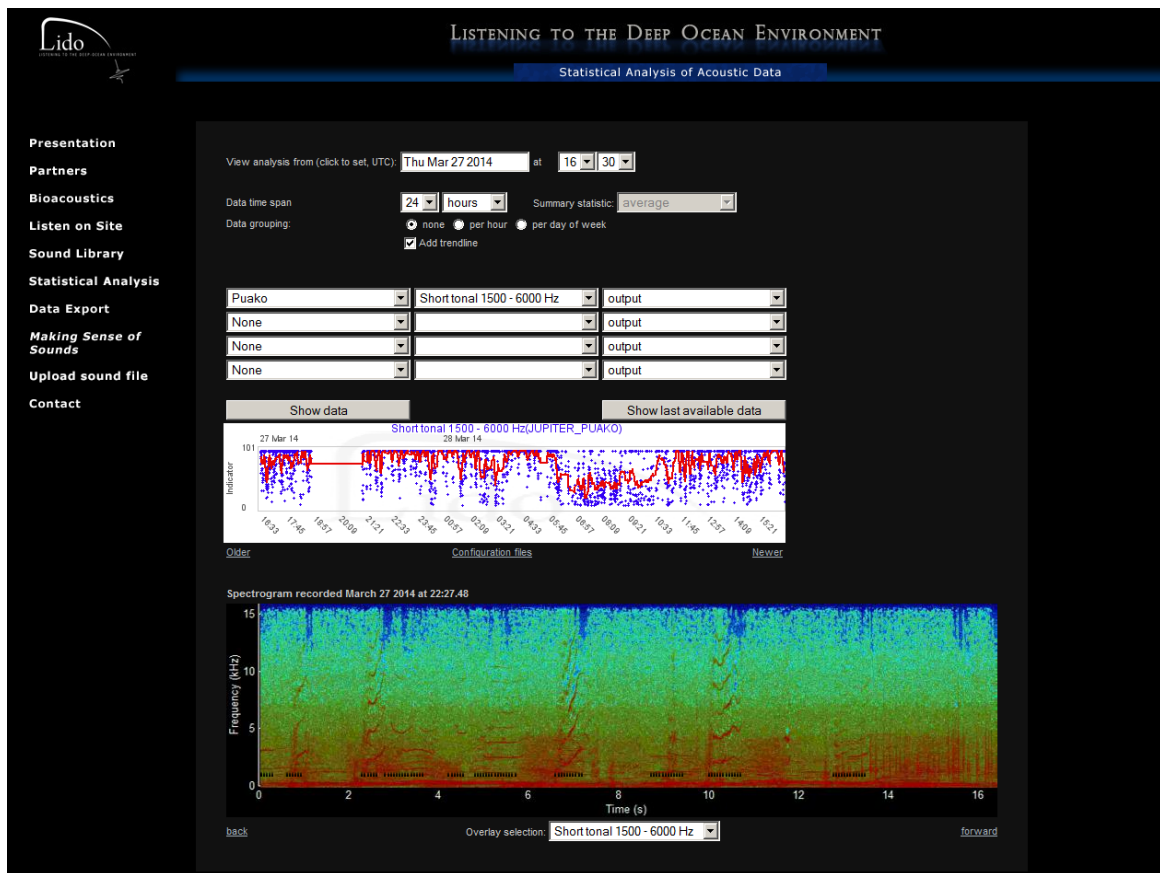 Lido
LISTENING TO THE DEEP-OCEAN ENVIRONMENT
LISTENING TO THE DEEP OCEAN ENVIRONMENT
Statistical Analysis of Acoustic Data
Presentation
Partners
Bioacoustics
Listen on Site
Sound Library
Statistical Analysis
Data Export
Making Sense of
Sounds
Upload sound file
Contact
View analysis from (click to set, UTC): Thu Mar 27 2014 at 16 30
Data time span 24 hours Summary statistic: average
Data grouping: none per hour per day of week
Add trendline
Puako Short tonal 1500 - 6000 Hz output
None output
None output
None output
Show data Show last available data
Short tonal 1500 - 6000 Hz(JUPITER_PUAKO)
27 Mar 14 28 Mar 14
101
Indicator
0
16:33 17:45 18:57 20:09 21:21 22:33 23:45 00:57 02:09 03:21 04:33 05:45 06:57 08:09 09:21 10:33 11:45 12:57 14:09 15:21
Older Configuration files Newer
Spectrogram recorded March 27 2014 at 22:27.48
15
10
5
0
Frequency (kHz)
0 2 4 6 8 10 12 14 16
Time (s)
back Overlay selection: Short tonal 1500 - 6000 Hz forward